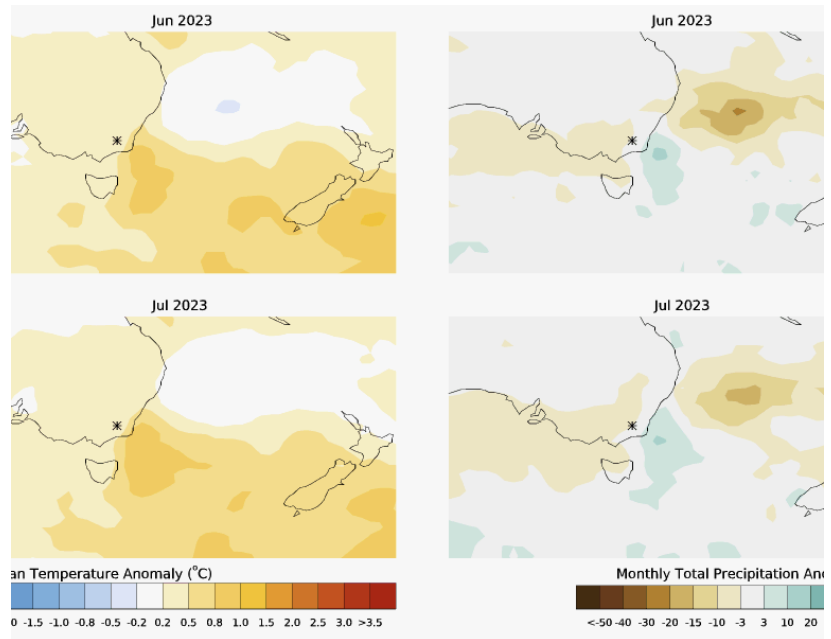 Jun 2023
Jun 2023
Jul 2023
Jul 2023
an Temperature Anomaly (°C)
Monthly Total Precipitation Ano
0 -1.5 -1.0 -0.8 -0.5 -0.2 0.2 0.5 0.8 1.0 1.5 2.0 2.5 3.0 >3.5
<-50 -40 -30 -20 -15 -10 -3 3 10 20